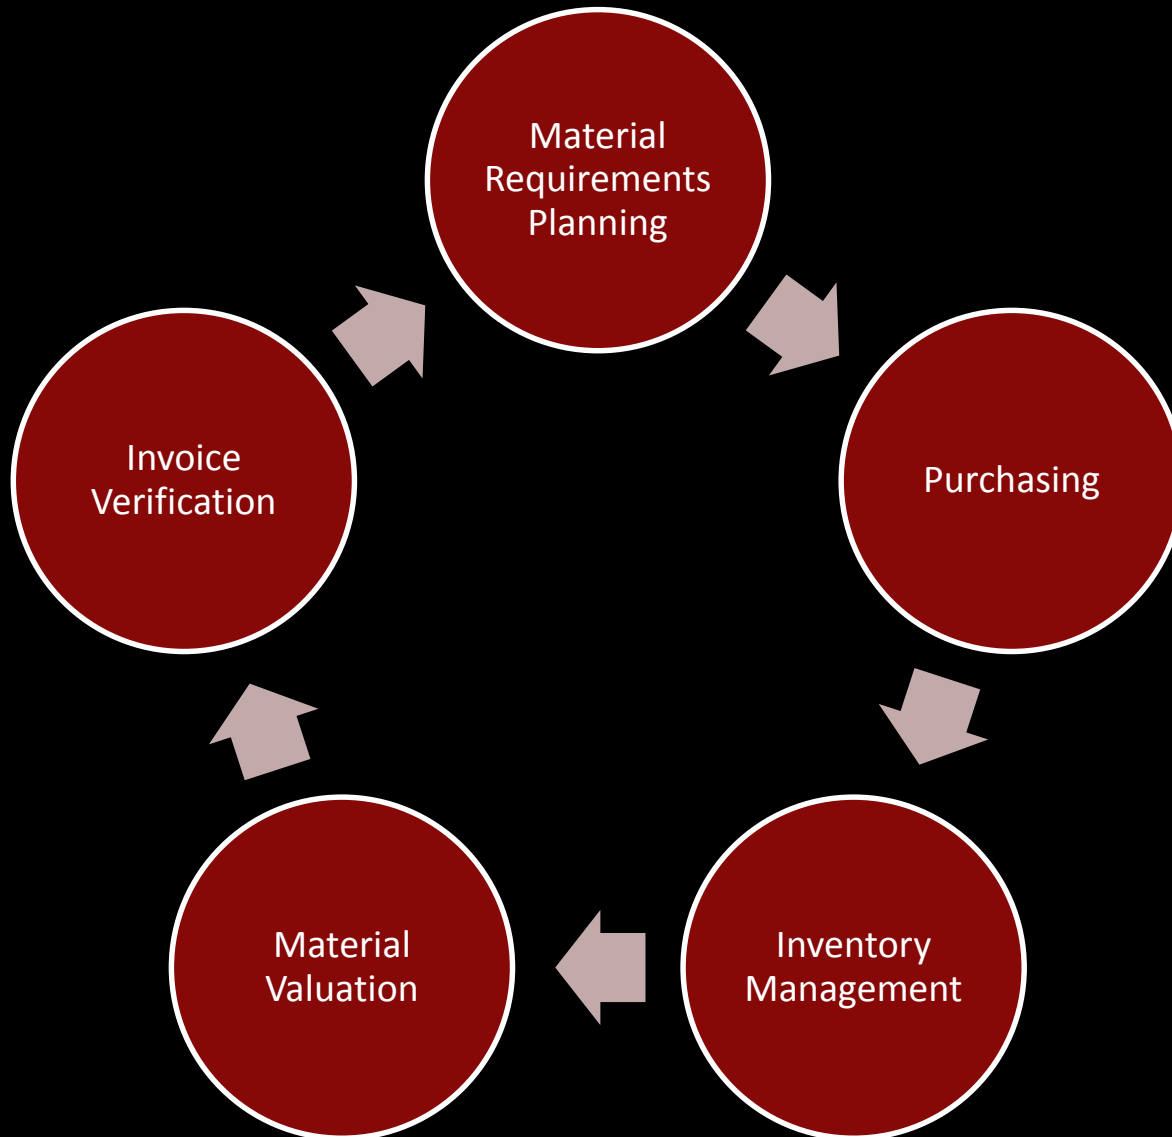 Material
Requirements
Planning
Purchasing
Inventory
Management
Material
Valuation
Invoice
Verification